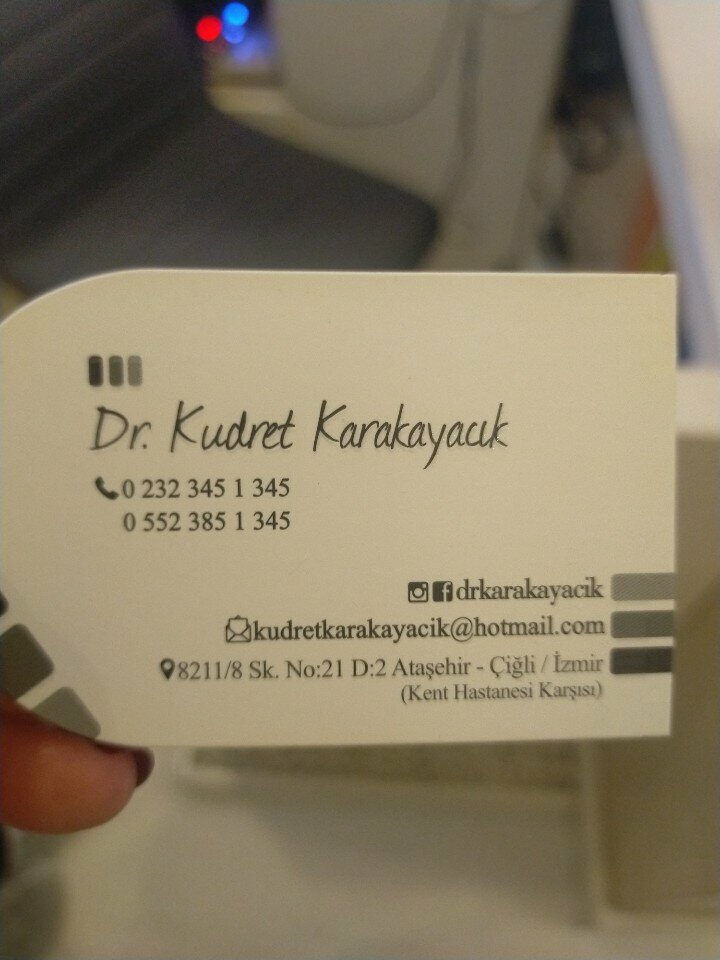 Dr. Kudret Karakayacık
0 232 345 1 345
0 552 385 1 345
drkarakayacik
kudretkarakayacik@hotmail.com
8211/8 Sk. No:21 D:2 Ataşehir - Çiğli / İzmir
(Kent Hastanesi Karşısı)